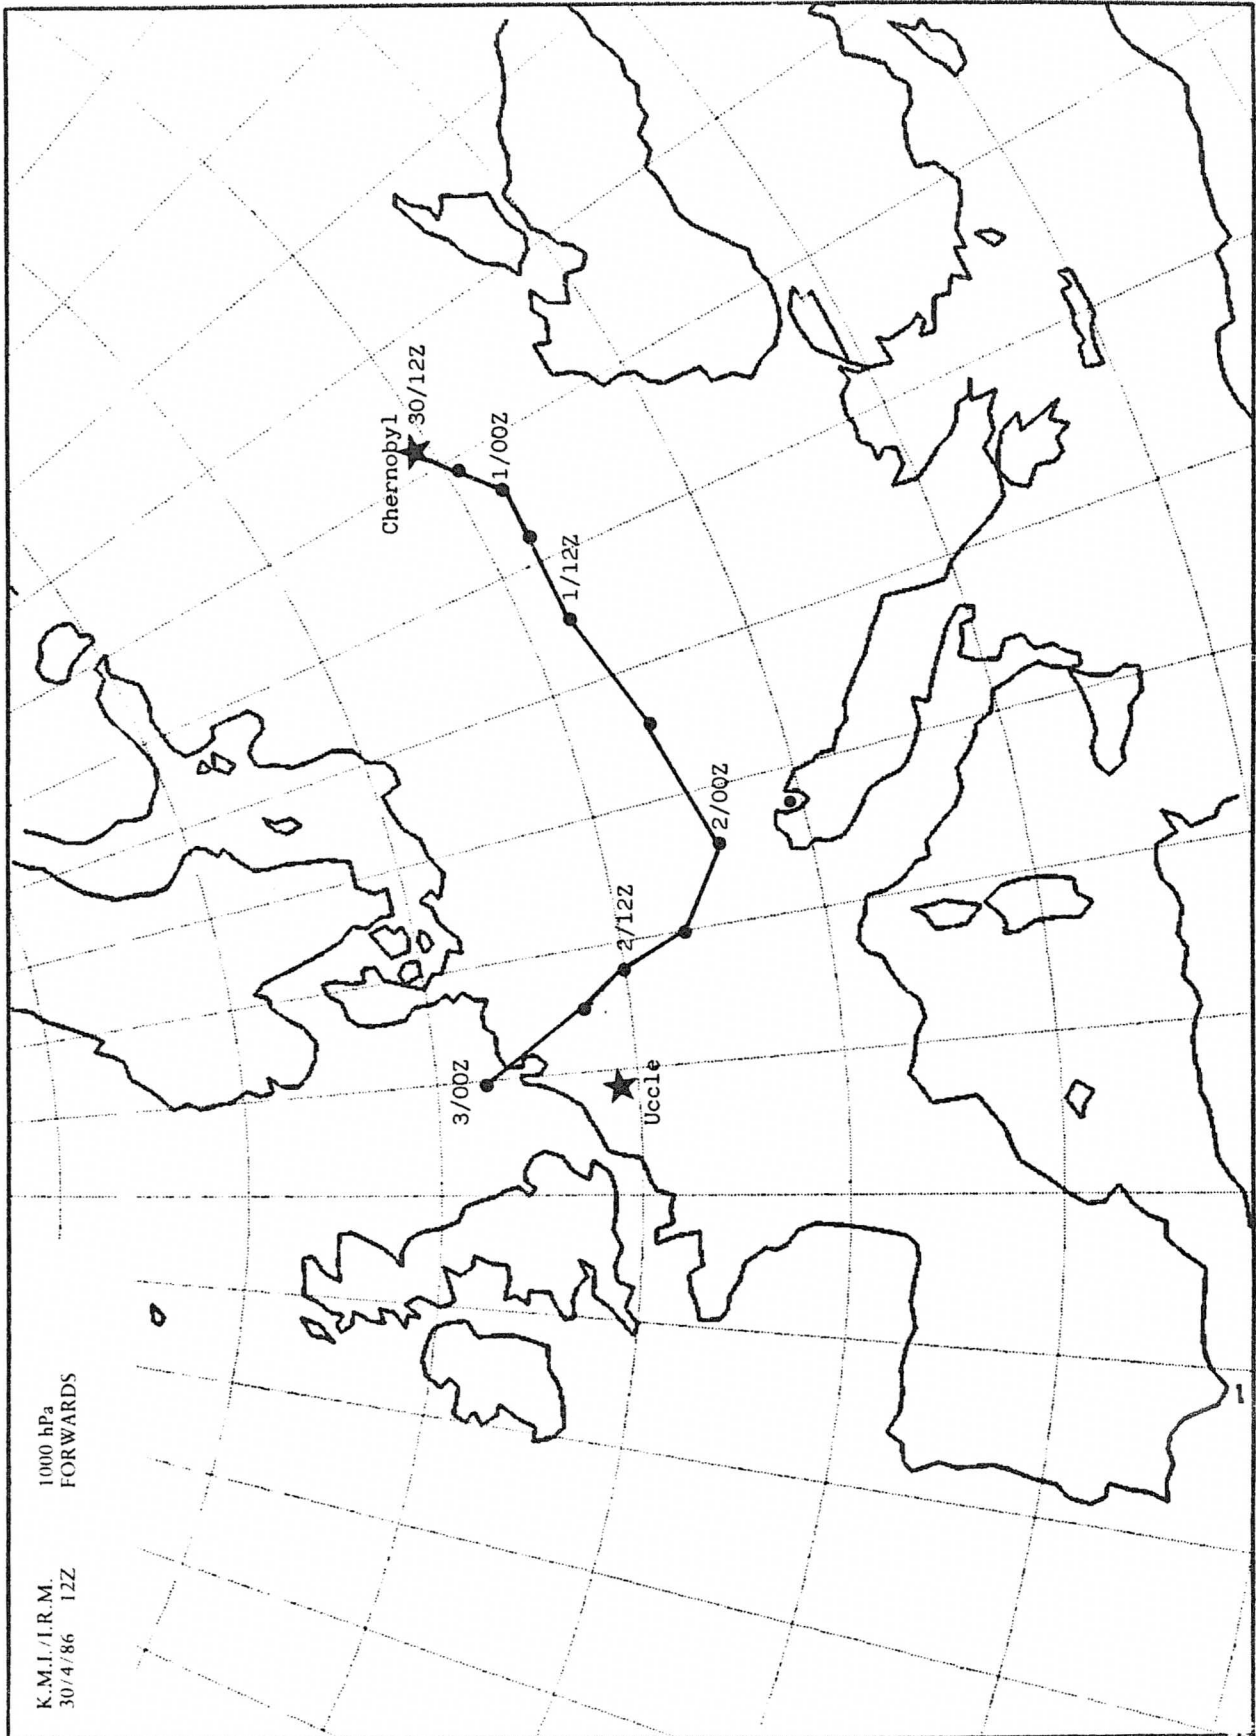 K.M.I./I.R.M.
30/4/86 12Z
1000 hPa
FORWARDS
Chernobyl
30/12Z
1/00Z
1/12Z
2/00Z
2/12Z
3/00Z
Uccle